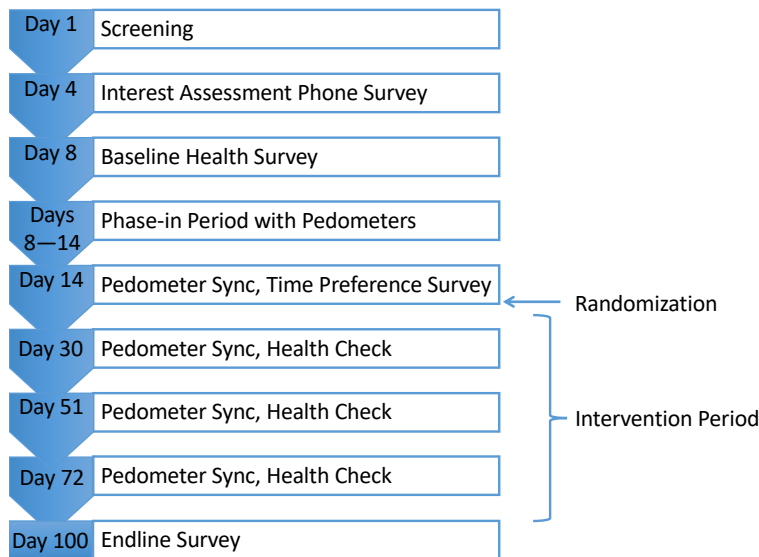 Day 1
Screening
Day 4
Interest Assessment Phone Survey
Day 8
Baseline Health Survey
Days
8—14
Phase-in Period with Pedometers
Day 14
Pedometer Sync, Time Preference Survey
Randomization
Day 30
Pedometer Sync, Health Check
Day 51
Pedometer Sync, Health Check
Intervention Period
Day 72
Pedometer Sync, Health Check
Day 100
Endline Survey